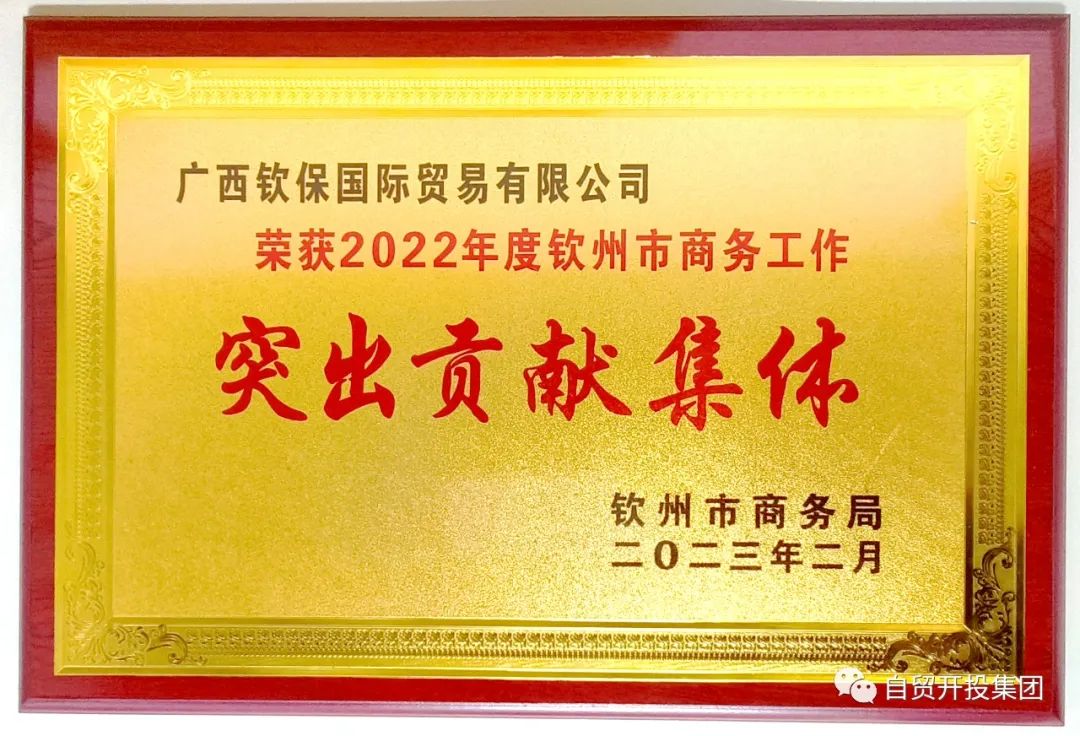 广西钦保国际贸易有限公司
荣获2022年度钦州市商务工作
突出贡献集体
钦州市商务局
二〇二三年二月
自贸开投集团